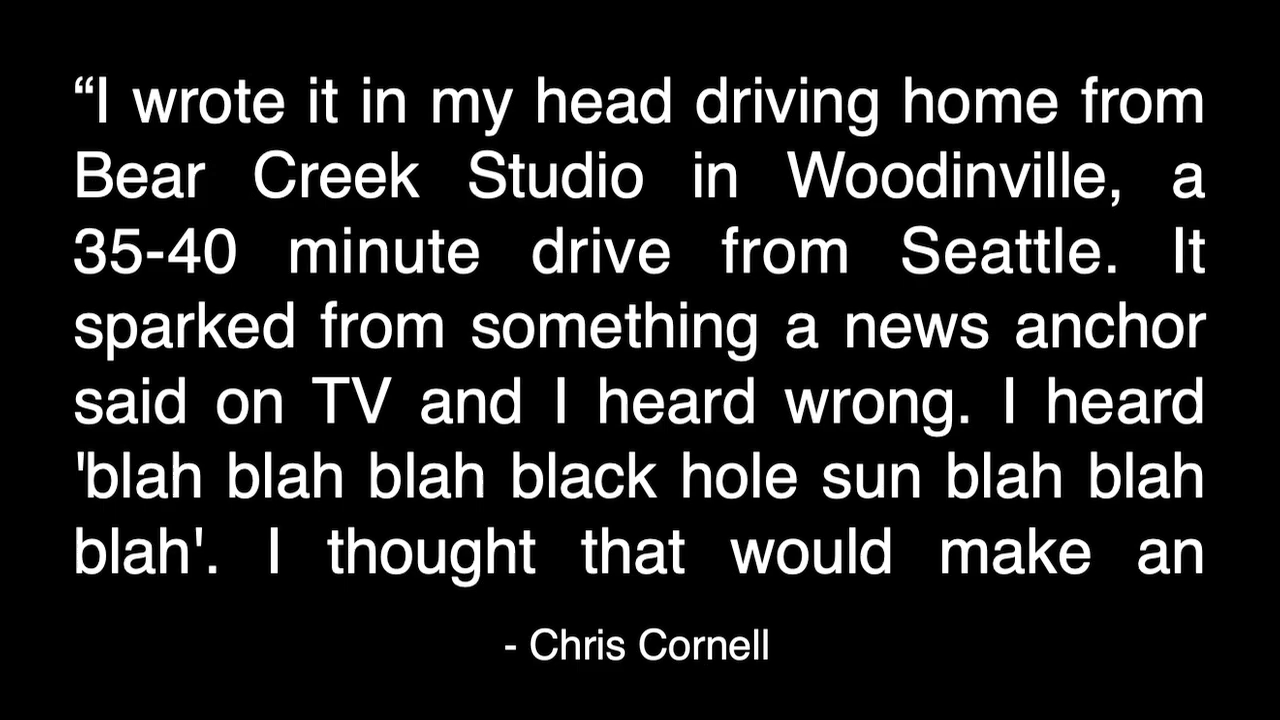 “I wrote it in my head driving home from
Bear Creek Studio in Woodinville, a
35-40 minute drive from Seattle. It
sparked from something a news anchor
said on TV and I heard wrong. I heard
'blah blah blah black hole sun blah blah
blah'. I thought that would make an
- Chris Cornell